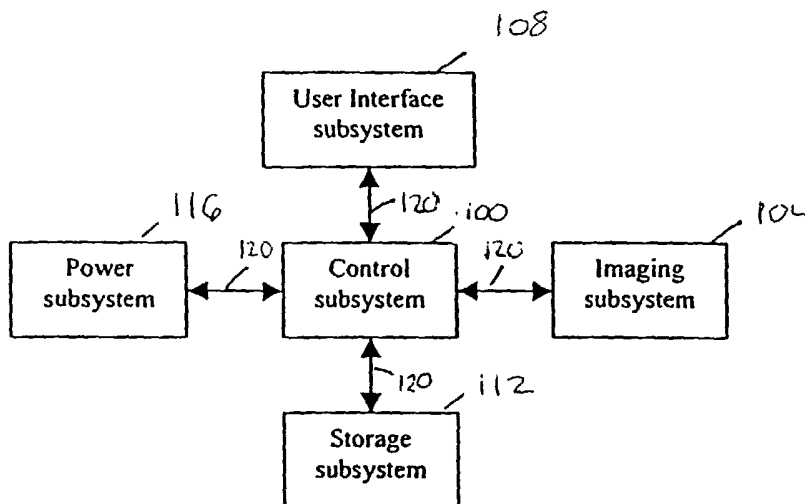 108
User Interface
subsystem
120
116
100
104
Power
subsystem
120
Control
subsystem
120
Imaging
subsystem
120
112
Storage
subsystem